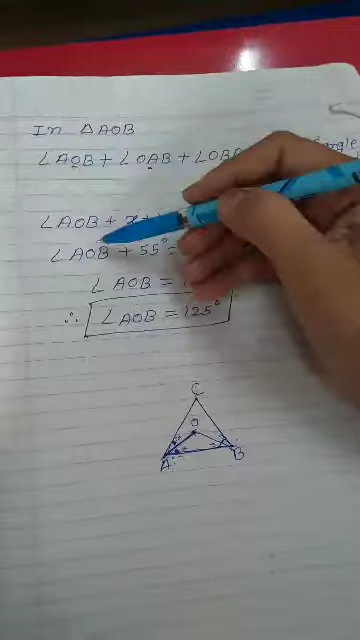 In △AOB
∠AOB + ∠OAB + ∠OBA
∠AOB + x +
∠AOB + 55° =
∠AOB =
∴ ∠AOB = 125°
C
O
A
B